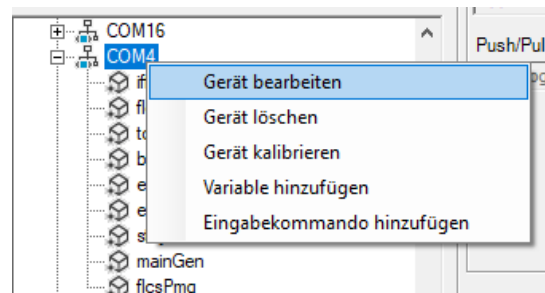 COM16
Push/Pul
COM4
Gerät bearbeiten
Gerät löschen
Gerät kalibrieren
Variable hinzufügen
Eingabekommando hinzufügen
mainGen
flcsPmg